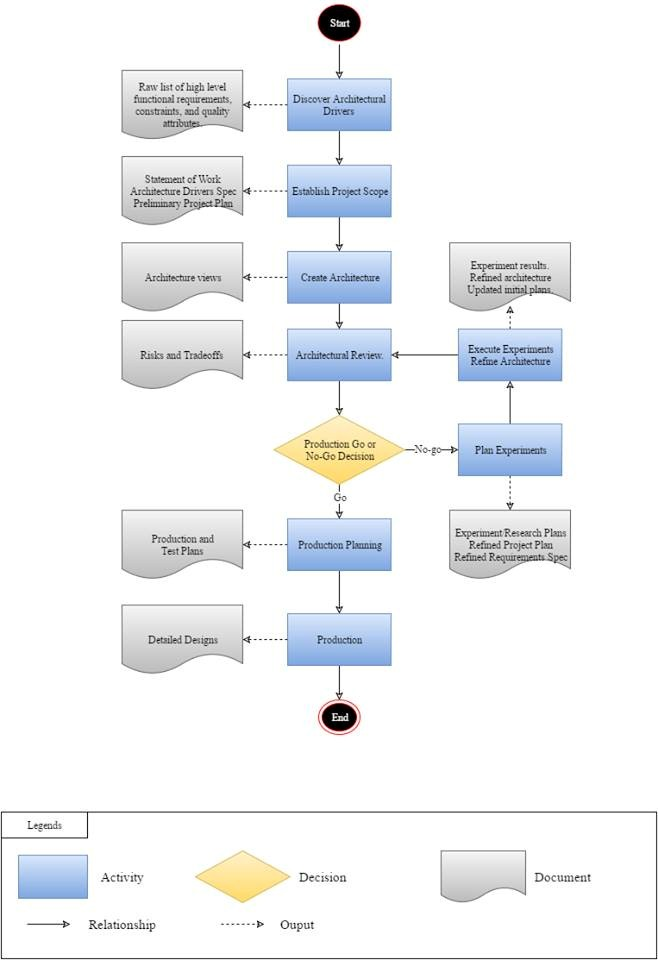 Start
Raw list of high level
functional requirements,
constraints, and quality
attributes.
Discover Architectural
Drivers
Statement of Work
Architecture Drivers Spec
Preliminary Project Plan
Establish Project Scope
Architecture views
Create Architecture
Experiment results.
Refined architecture
Updated initial plans.
Risks and Tradeoffs
Architectural Review.
Execute Experiments
Refine Architecture
Production Go or
No-Go Decision
No-go
Plan Experiments
Go
Production and
Test Plans
Production Planning
Experiment/Research Plans
Refined Project Plan
Refined Requirements Spec
Detailed Designs
Production
End
Legends
Activity
Decision
Document
Relationship
Ouput